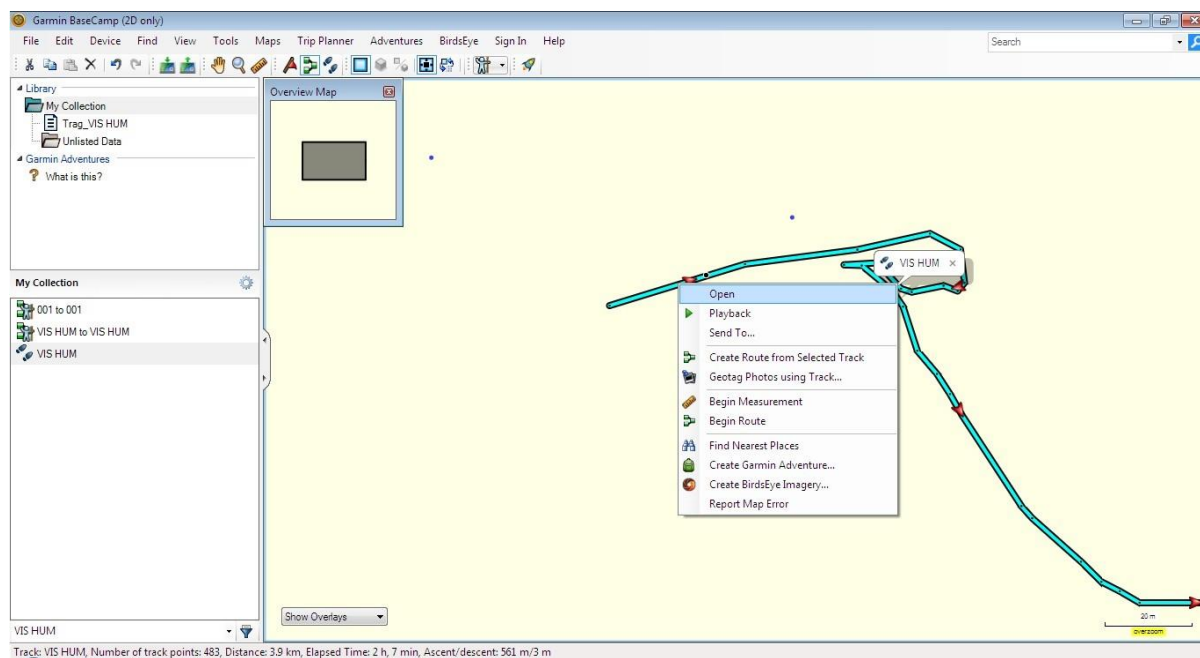 Garmin BaseCamp (2D only)
File Edit Device Find View Tools Maps Trip Planner Adventures BirdsEye Sign In Help
Search
Library
My Collection
Trag_VIS HUM
Unlisted Data
Garmin Adventures
? What is this?
Overview Map
My Collection
001 to 001
VIS HUM to VIS HUM
VIS HUM
VIS HUM
Open
Playback
Send To...
Create Route from Selected Track
Geotag Photos using Track...
Begin Measurement
Begin Route
Find Nearest Places
Create Garmin Adventure...
Create BirdsEye Imagery...
Report Map Error
Show Overlays
20 m
overzoom
VIS HUM
Track: VIS HUM, Number of track points: 483, Distance: 3.9 km, Elapsed Time: 2 h, 7 min, Ascent/descent: 561 m/3 m